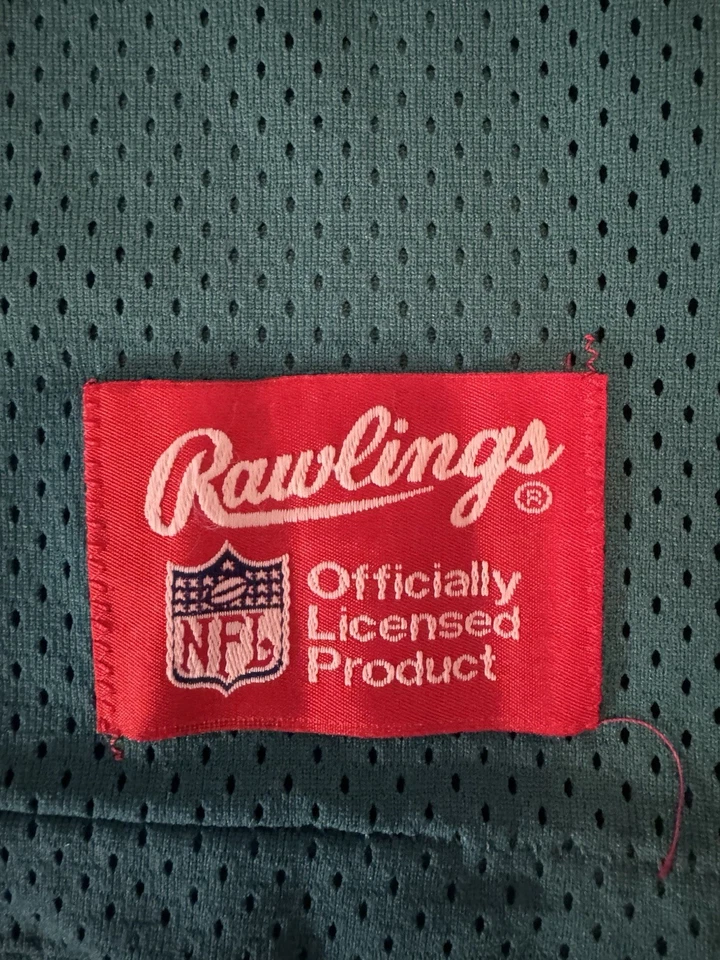 Rawlings
®
NFL
Officially
Licensed
Product